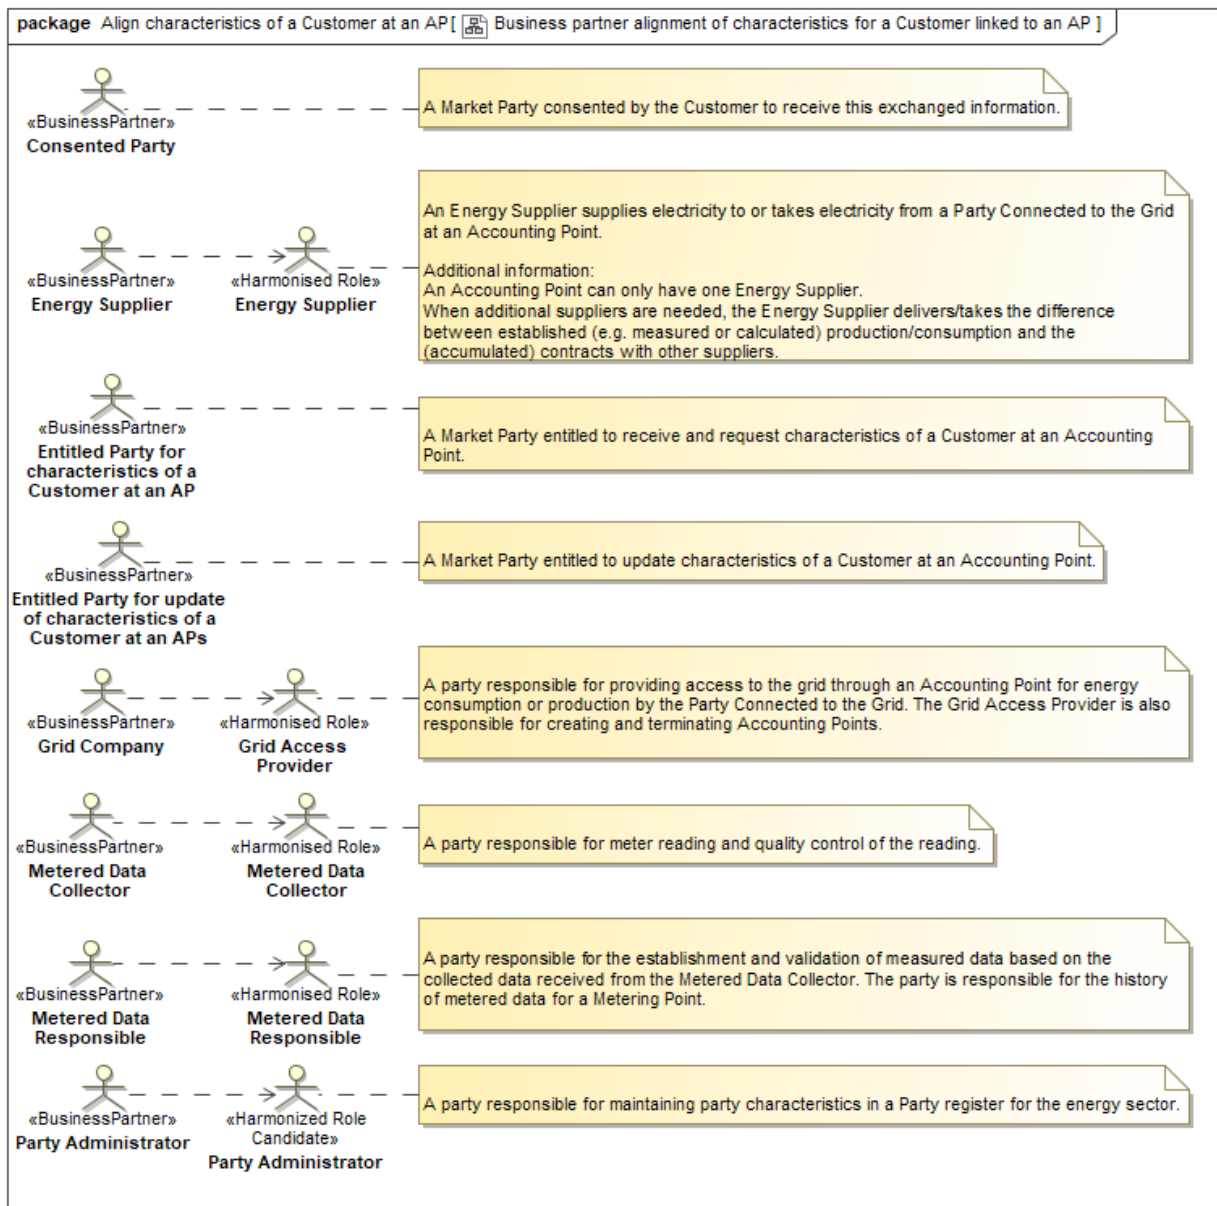 package Align characteristics of a Customer at an AP[ Business partner alignment of characteristics for a Customer linked to an AP ]
«BusinessPartner»
Consented Party
A Market Party consented by the Customer to receive this exchanged information.
«BusinessPartner»
Energy Supplier
«Harmonised Role»
Energy Supplier
An Energy Supplier supplies electricity to or takes electricity from a Party Connected to the Grid
at an Accounting Point.
Additional information:
An Accounting Point can only have one Energy Supplier.
When additional suppliers are needed, the Energy Supplier delivers/takes the difference
between established (e.g. measured or calculated) production/consumption and the
(accumulated) contracts with other suppliers.
«BusinessPartner»
Entitled Party for
characteristics of a
Customer at an AP
A Market Party entitled to receive and request characteristics of a Customer at an Accounting
Point.
«BusinessPartner»
Entitled Party for update
of characteristics of a
Customer at an APs
A Market Party entitled to update characteristics of a Customer at an Accounting Point.
«BusinessPartner»
Grid Company
«Harmonised Role»
Grid Access
Provider
A party responsible for providing access to the grid through an Accounting Point for energy
consumption or production by the Party Connected to the Grid. The Grid Access Provider is also
responsible for creating and terminating Accounting Points.
«BusinessPartner»
Metered Data
Collector
«Harmonised Role»
Metered Data
Collector
A party responsible for meter reading and quality control of the reading.
«BusinessPartner»
Metered Data
Responsible
«Harmonised Role»
Metered Data
Responsible
A party responsible for the establishment and validation of measured data based on the
collected data received from the Metered Data Collector. The party is responsible for the history
of metered data for a Metering Point.
«BusinessPartner»
Party Administrator
«Harmonized Role
Candidate»
Party Administrator
A party responsible for maintaining party characteristics in a Party register for the energy sector.